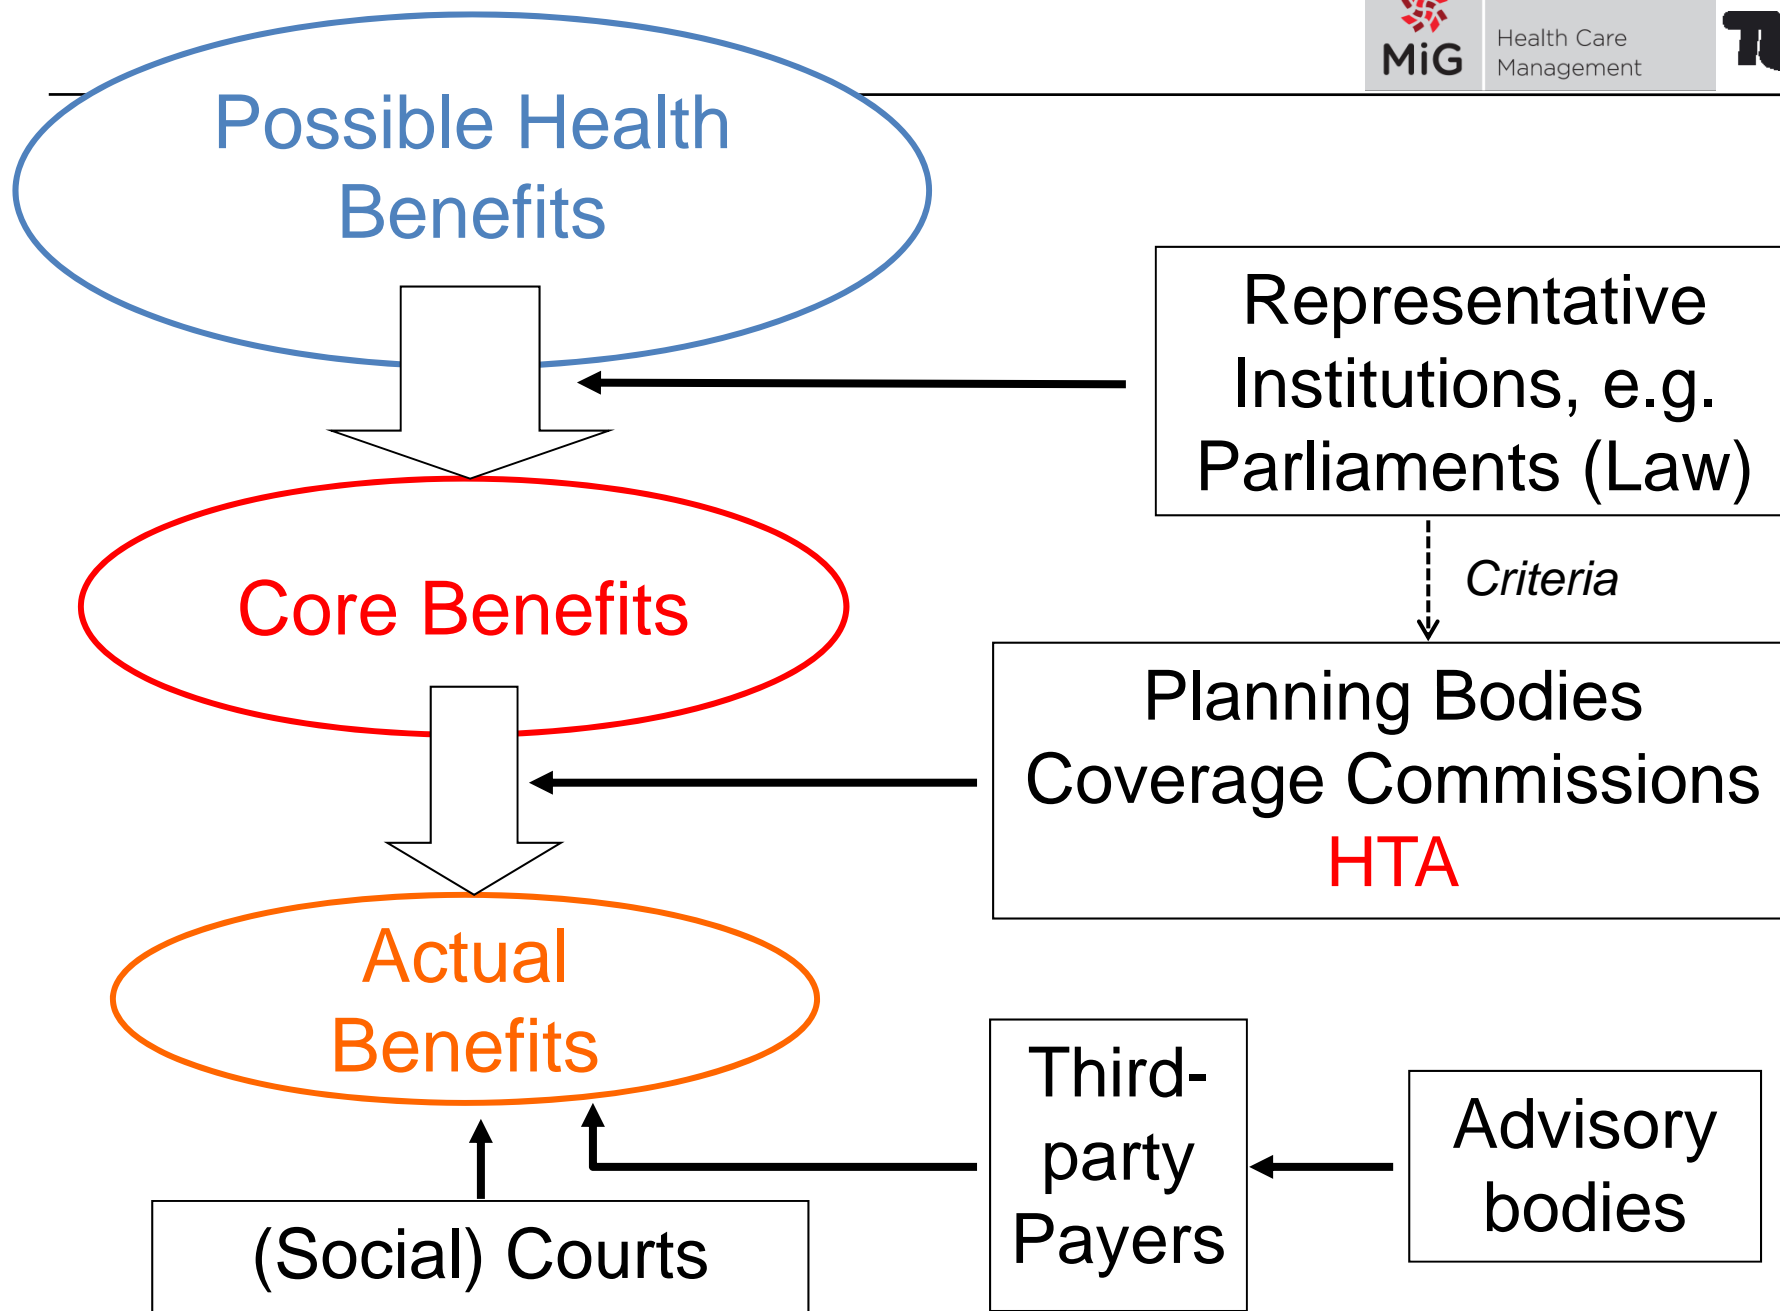 MiG
Health Care
Management
Possible Health
Benefits
Representative
Institutions, e.g.
Parliaments (Law)
Criteria
Core Benefits
Planning Bodies
Coverage Commissions
HTA
Actual
Benefits
Third-
party
Payers
Advisory
bodies
(Social) Courts